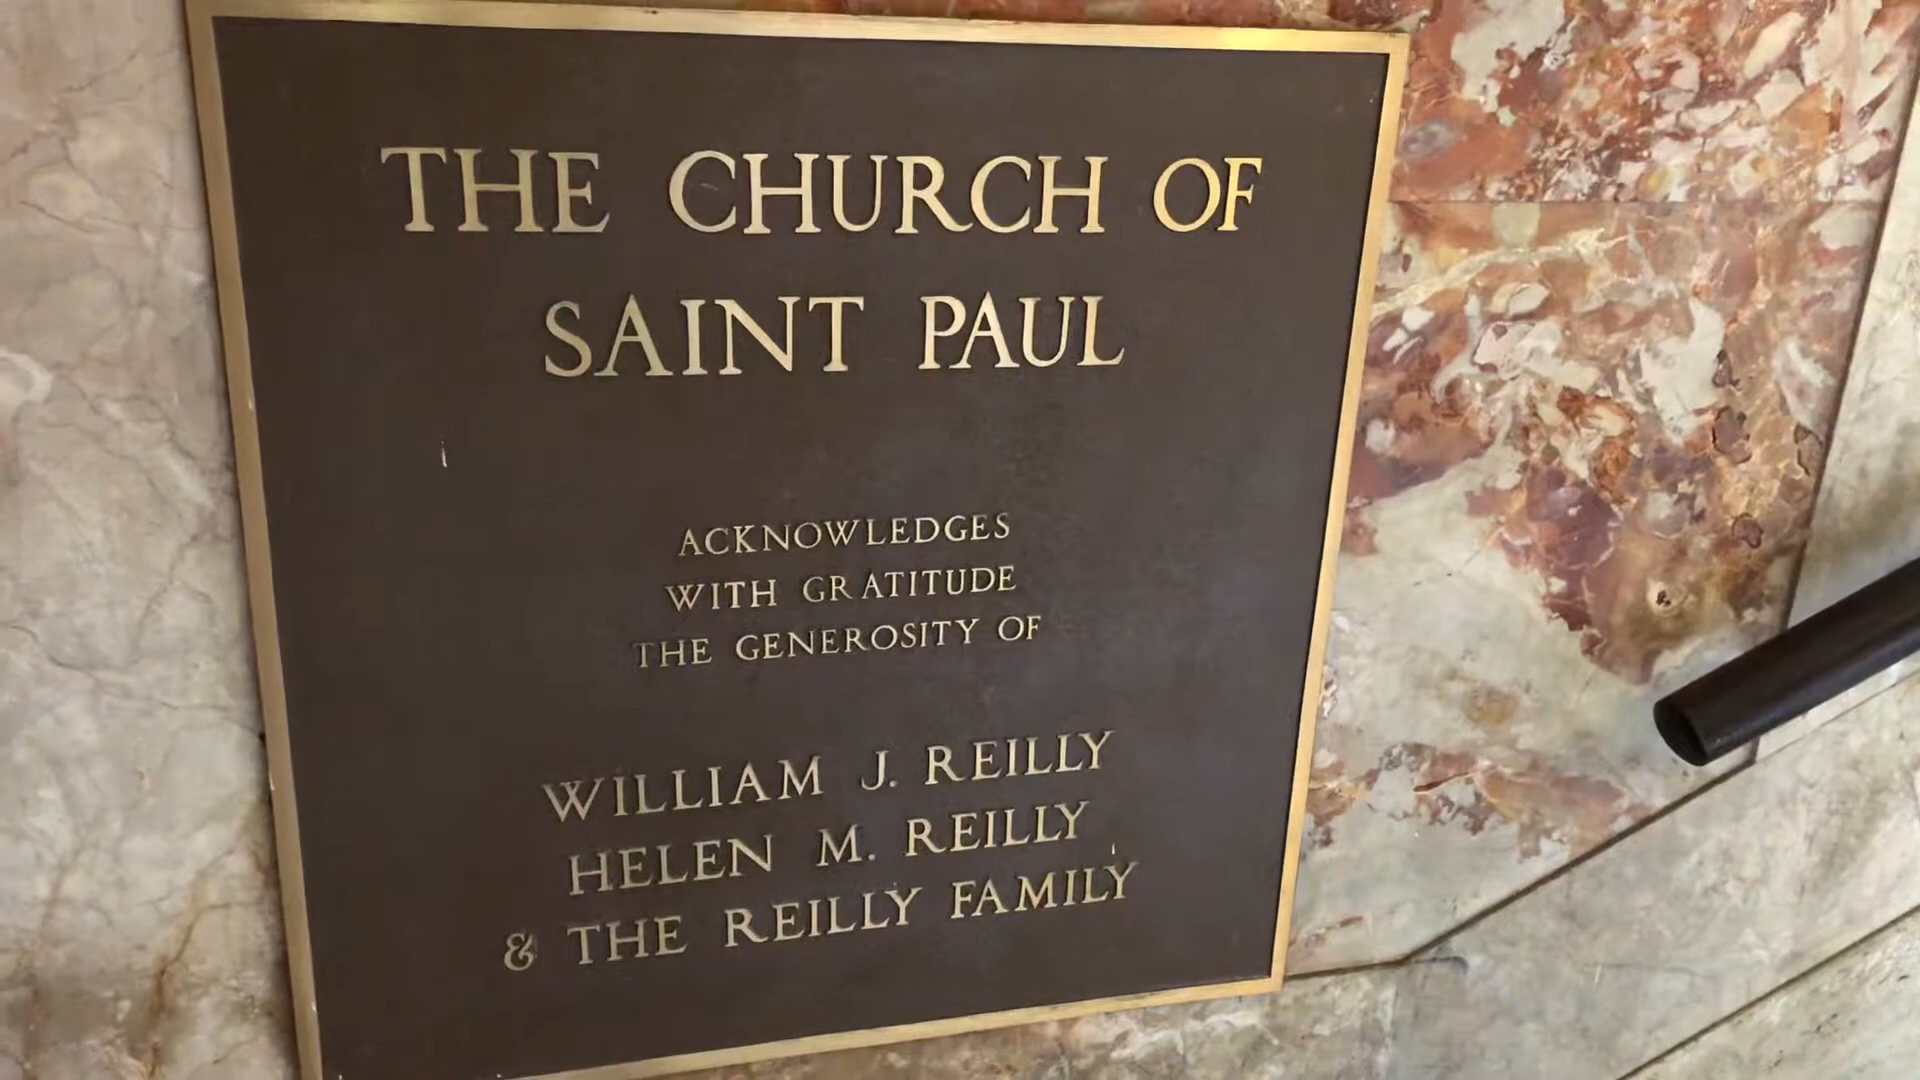 THE CHURCH OF
SAINT PAUL
ACKNOWLEDGES
WITH GRATITUDE
THE GENEROSITY OF
WILLIAM J. REILLY
HELEN M. REILLY
& THE REILLY FAMILY